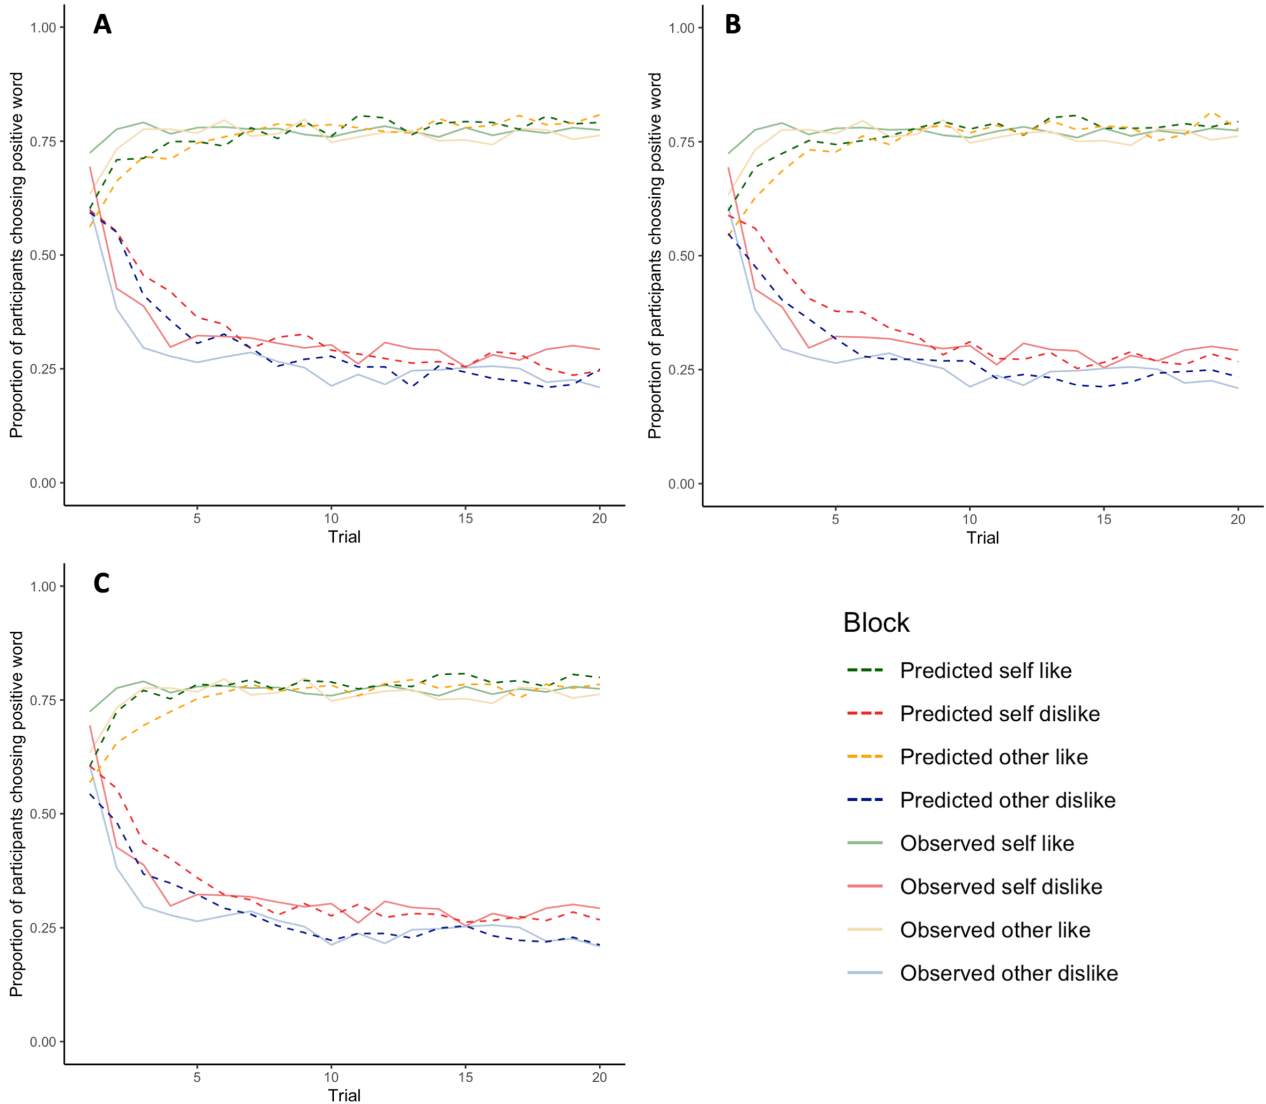 A
1.00
0.75
0.50
0.25
0.00
Proportion of participants choosing positive word
5
10
15
20
Trial
B
1.00
0.75
0.50
0.25
0.00
Proportion of participants choosing positive word
5
10
15
20
Trial
C
1.00
0.75
0.50
0.25
0.00
Proportion of participants choosing positive word
5
10
15
20
Trial
Block
Predicted self like
Predicted self dislike
Predicted other like
Predicted other dislike
Observed self like
Observed self dislike
Observed other like
Observed other dislike